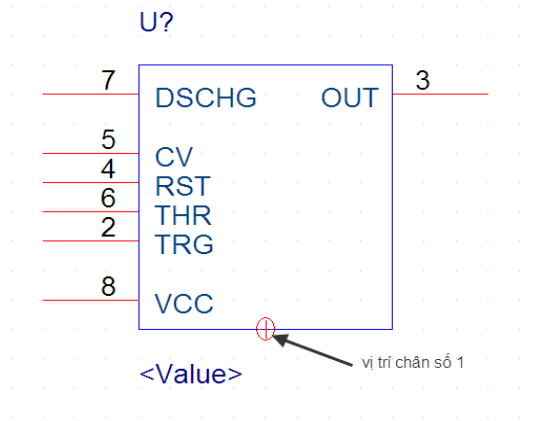 U?
7
DSCHG
OUT
3
5
CV
4
RST
6
THR
2
TRG
8
VCC
vị trí chân số 1
<Value>